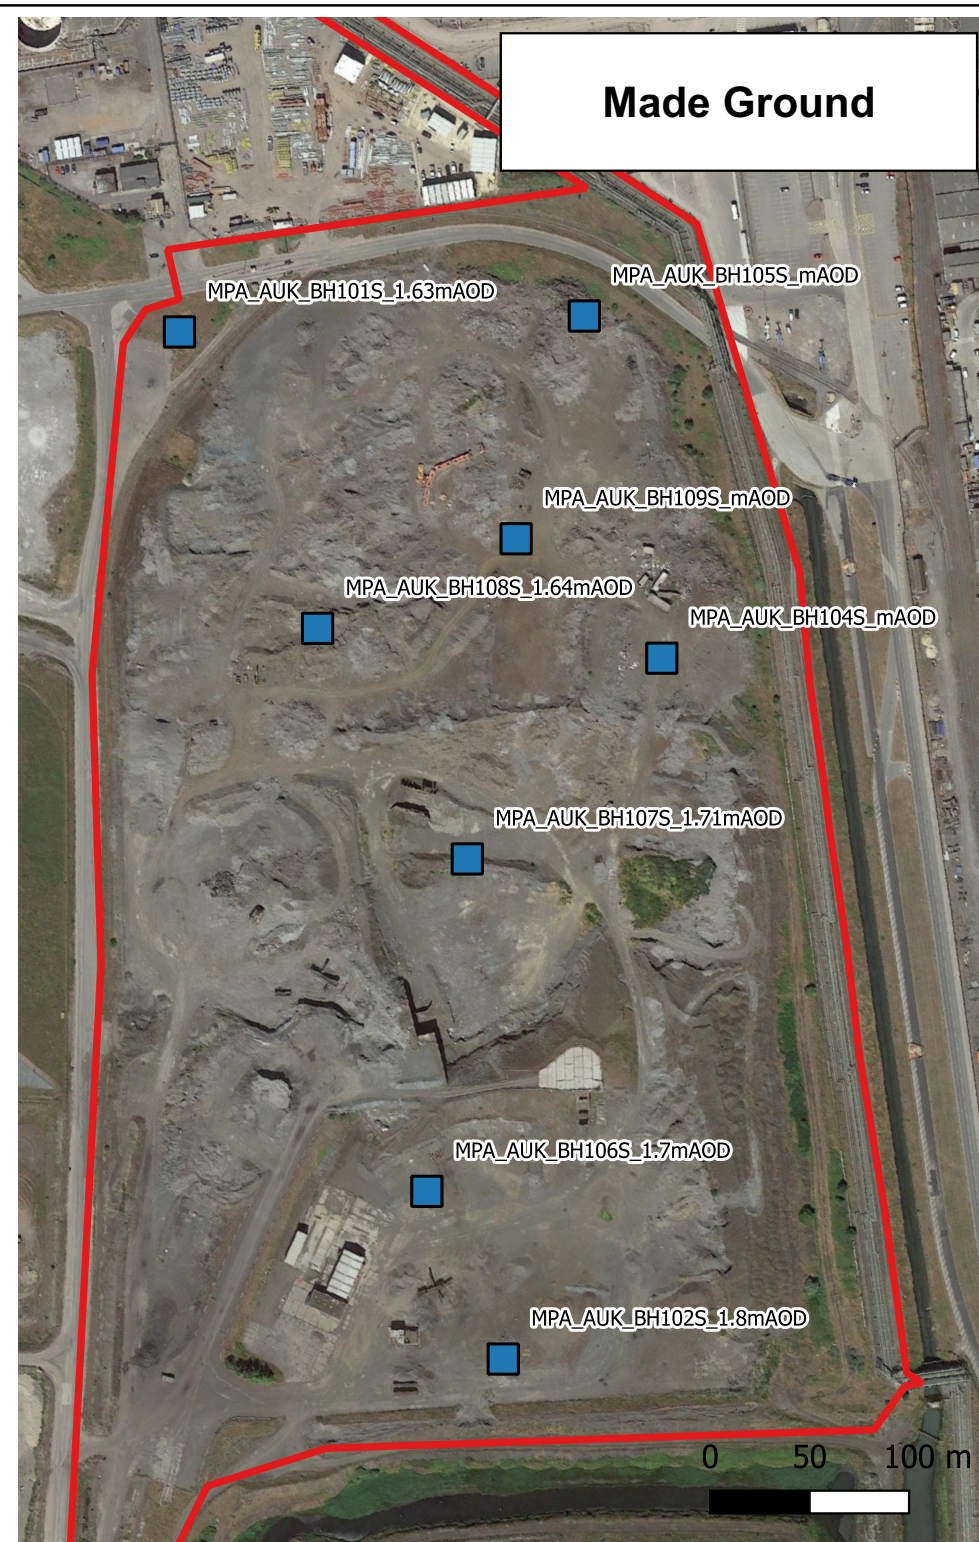 Made Ground
MPA_AUK_BH105S_mAOD
MPA_AUK_BH101S_1.63mAOD
MPA_AUK_BH109S_mAOD
MPA_AUK_BH108S_1.64mAOD
MPA_AUK_BH104S_mAOD
MPA_AUK_BH107S_1.71mAOD
MPA_AUK_BH106S_1.7mAOD
MPA_AUK_BH102S_1.8mAOD
0 50 100 m